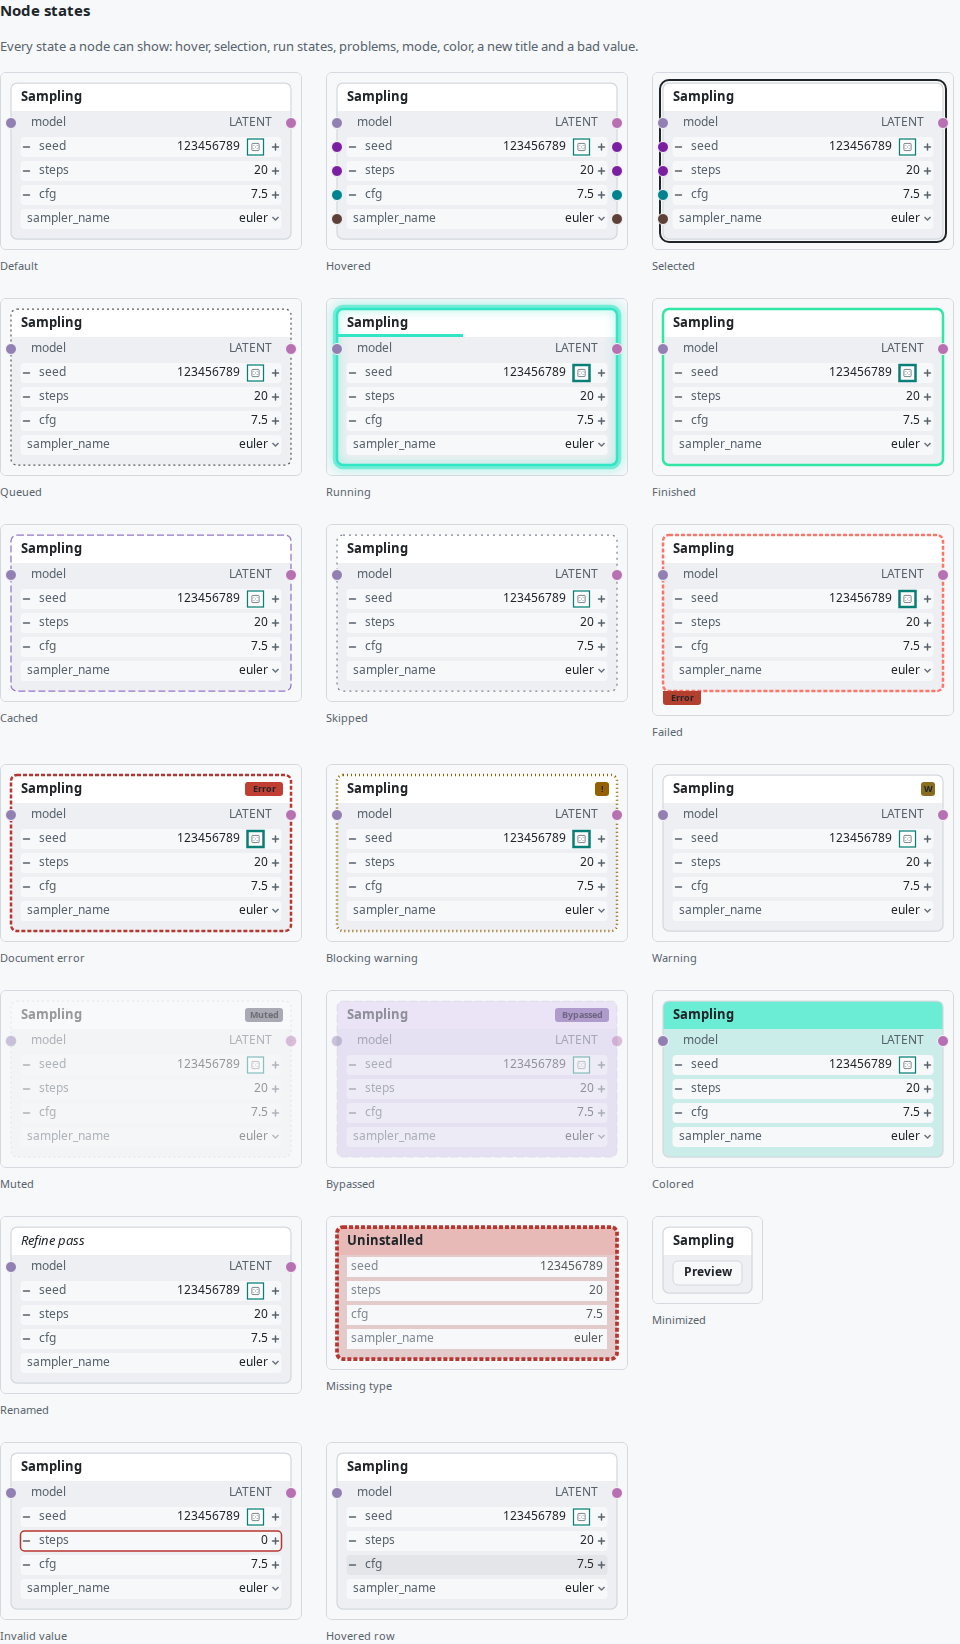 Node states
Every state a node can show: hover, selection, run states, problems, mode, color, a new title and a bad value.
Sampling
model LATENT
seed 123456789
steps 20
cfg 7.5
sampler_name euler
Default
Sampling
model LATENT
seed 123456789
steps 20
cfg 7.5
sampler_name euler
Hovered
Sampling
model LATENT
seed 123456789
steps 20
cfg 7.5
sampler_name euler
Selected
Sampling
model LATENT
seed 123456789
steps 20
cfg 7.5
sampler_name euler
Queued
Sampling
model LATENT
seed 123456789
steps 20
cfg 7.5
sampler_name euler
Running
Sampling
model LATENT
seed 123456789
steps 20
cfg 7.5
sampler_name euler
Finished
Sampling
model LATENT
seed 123456789
steps 20
cfg 7.5
sampler_name euler
Cached
Sampling
model LATENT
seed 123456789
steps 20
cfg 7.5
sampler_name euler
Skipped
Sampling
model LATENT
seed 123456789
steps 20
cfg 7.5
sampler_name euler
Error
Failed
Sampling Error
model LATENT
seed 123456789
steps 20
cfg 7.5
sampler_name euler
Document error
Sampling !
model LATENT
seed 123456789
steps 20
cfg 7.5
sampler_name euler
Blocking warning
Sampling W
model LATENT
seed 123456789
steps 20
cfg 7.5
sampler_name euler
Warning
Sampling Muted
model LATENT
seed 123456789
steps 20
cfg 7.5
sampler_name euler
Muted
Sampling Bypassed
model LATENT
seed 123456789
steps 20
cfg 7.5
sampler_name euler
Bypassed
Sampling
model LATENT
seed 123456789
steps 20
cfg 7.5
sampler_name euler
Colored
Refine pass
model LATENT
seed 123456789
steps 20
cfg 7.5
sampler_name euler
Renamed
Uninstalled
seed 123456789
steps 20
cfg 7.5
sampler_name euler
Missing type
Sampling
Preview
Minimized
Sampling
model LATENT
seed 123456789
steps 0
cfg 7.5
sampler_name euler
Invalid value
Sampling
model LATENT
seed 123456789
steps 20
cfg 7.5
sampler_name euler
Hovered row